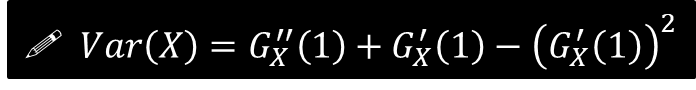 Var(X) = G″_X(1) + G′_X(1) − (G′_X(1))²